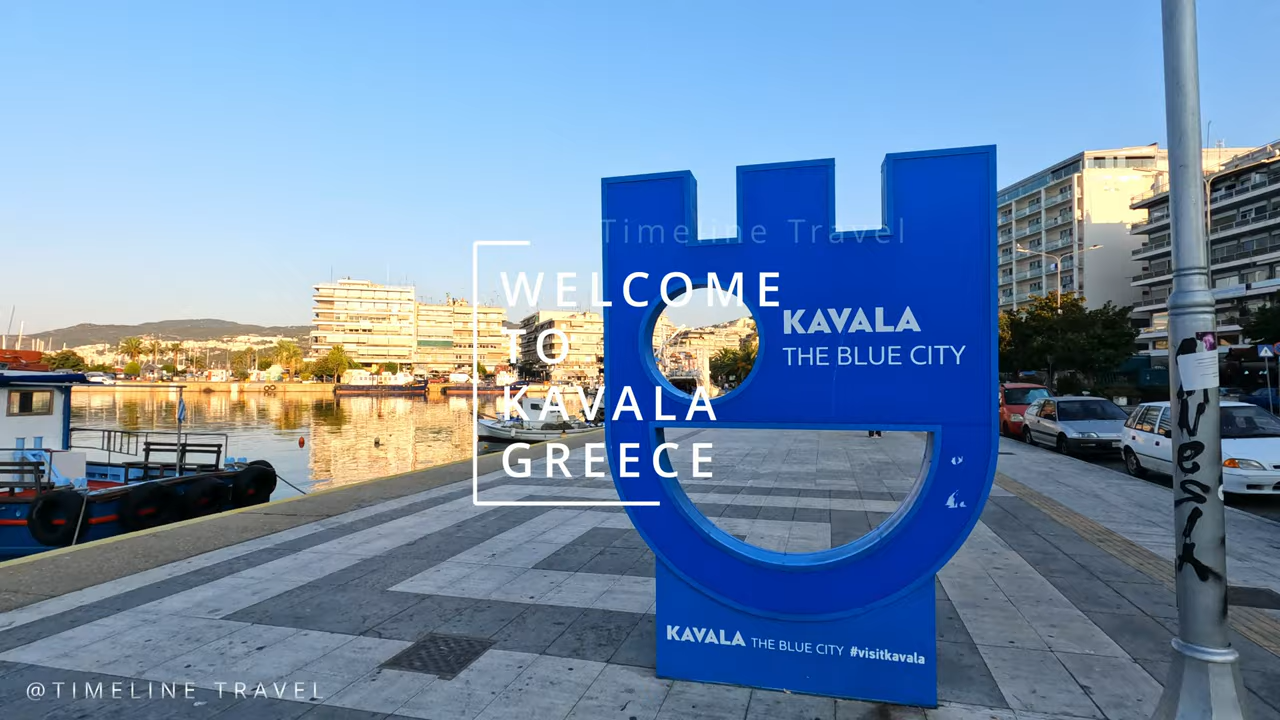 Timeline Travel
WELCOME
TO
KAVALA
GREECE
KAVALA
THE BLUE CITY
KAVALA THE BLUE CITY #visitkavala
@TIMELINE TRAVEL